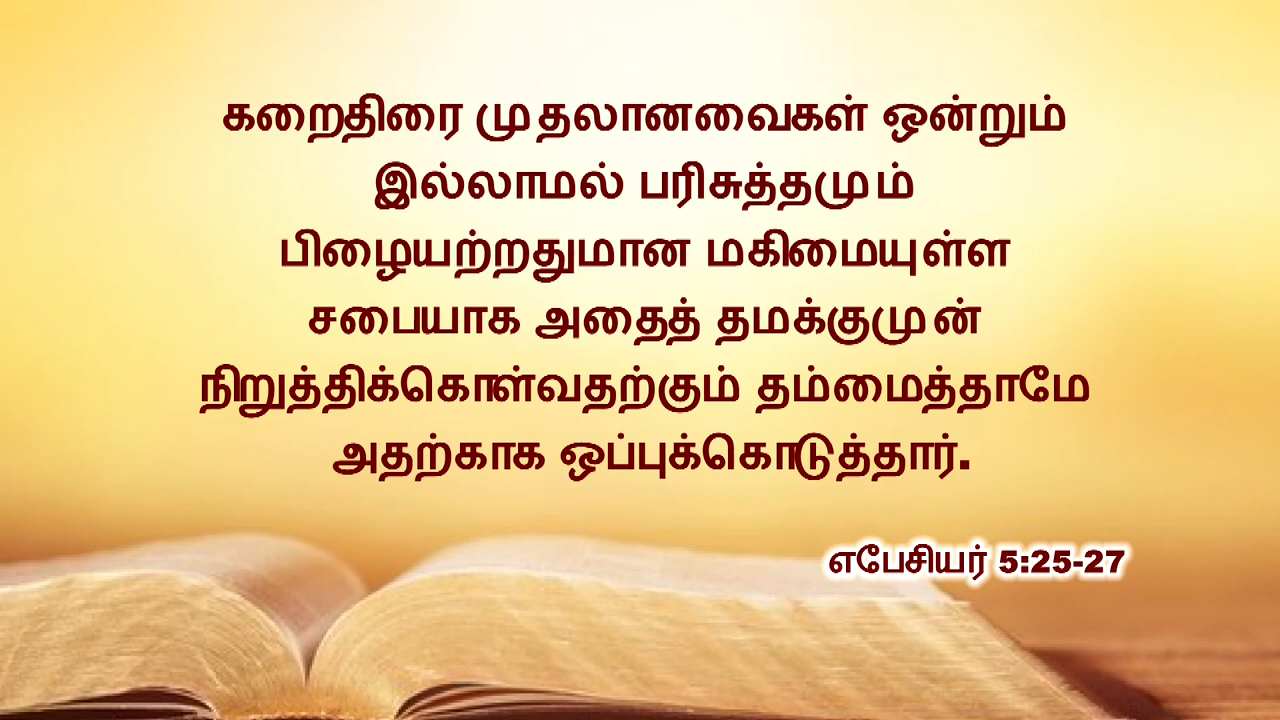 கறைதிரை முதலானவைகள் ஒன்றும்
இல்லாமல் பரிசுத்தமும்
பிழையற்றதுமான மகிமையுள்ள
சபையாக அதைத் தமக்குமுன்
நிறுத்திக்கொள்வதற்கும் தம்மைத்தாமே
அதற்காக ஒப்புக்கொடுத்தார்.
எபேசியர் 5:25-27